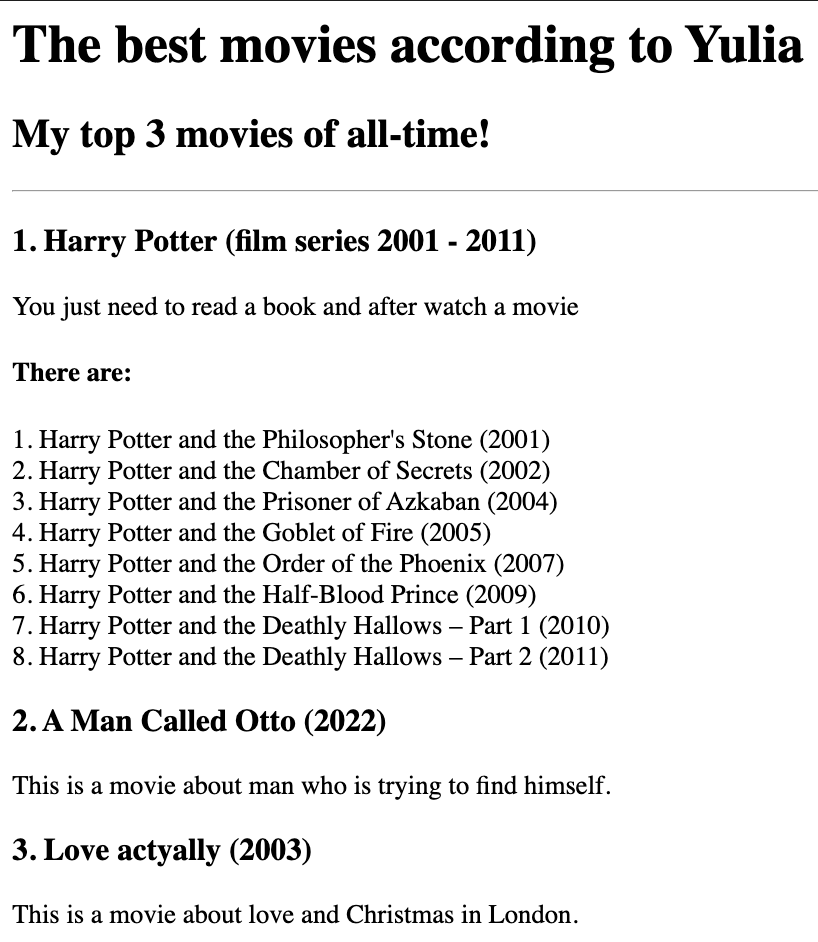 The best movies according to Yulia
My top 3 movies of all-time!
1. Harry Potter (film series 2001 - 2011)
You just need to read a book and after watch a movie
There are:
1. Harry Potter and the Philosopher's Stone (2001)
2. Harry Potter and the Chamber of Secrets (2002)
3. Harry Potter and the Prisoner of Azkaban (2004)
4. Harry Potter and the Goblet of Fire (2005)
5. Harry Potter and the Order of the Phoenix (2007)
6. Harry Potter and the Half-Blood Prince (2009)
7. Harry Potter and the Deathly Hallows – Part 1 (2010)
8. Harry Potter and the Deathly Hallows – Part 2 (2011)
2. A Man Called Otto (2022)
This is a movie about man who is trying to find himself.
3. Love actyally (2003)
This is a movie about love and Christmas in London.